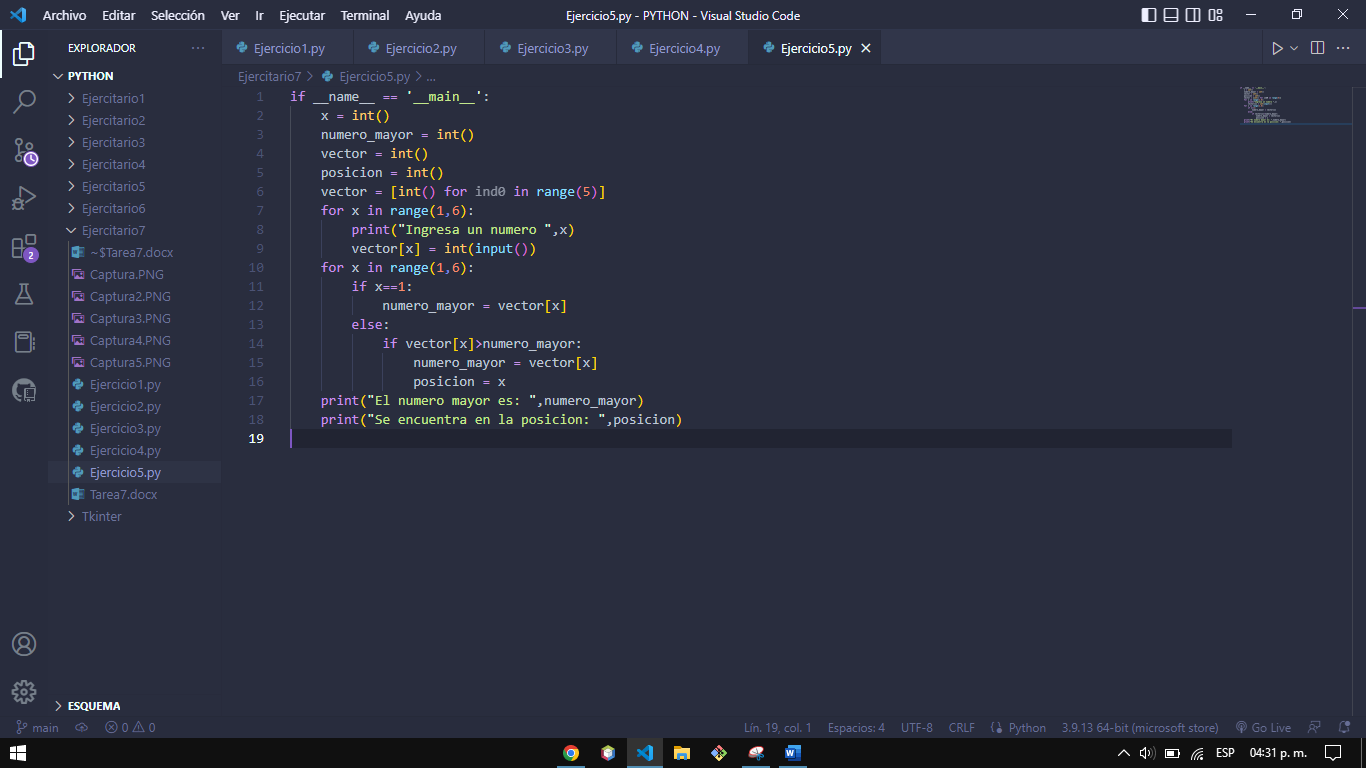 Archivo Editar Selección Ver Ir Ejecutar Terminal Ayuda
Ejercicio5.py - PYTHON - Visual Studio Code
EXPLORADOR
PYTHON
Ejercitario1
Ejercitario2
Ejercitario3
Ejercitario4
Ejercitario5
Ejercitario6
Ejercitario7
~$Tarea7.docx
Captura.PNG
Captura2.PNG
Captura3.PNG
Captura4.PNG
Captura5.PNG
Ejercicio1.py
Ejercicio2.py
Ejercicio3.py
Ejercicio4.py
Ejercicio5.py
Tarea7.docx
Tkinter
ESQUEMA
2
Ejercicio1.py Ejercicio2.py Ejercicio3.py Ejercicio4.py Ejercicio5.py
Ejercitario7 > Ejercicio5.py > ...
1 if __name__ == '__main__':
2     x = int()
3     numero_mayor = int()
4     vector = int()
5     posicion = int()
6     vector = [int() for ind0 in range(5)]
7     for x in range(1,6):
8         print("Ingresa un numero ",x)
9         vector[x] = int(input())
10     for x in range(1,6):
11         if x==1:
12             numero_mayor = vector[x]
13         else:
14             if vector[x]>numero_mayor:
15                 numero_mayor = vector[x]
16                 posicion = x
17     print("El numero mayor es: ",numero_mayor)
18     print("Se encuentra en la posicion: ",posicion)
19
main 0 0 Lín. 19, col. 1 Espacios: 4 UTF-8 CRLF Python 3.9.13 64-bit (microsoft store) Go Live
ESP 04:31 p. m.